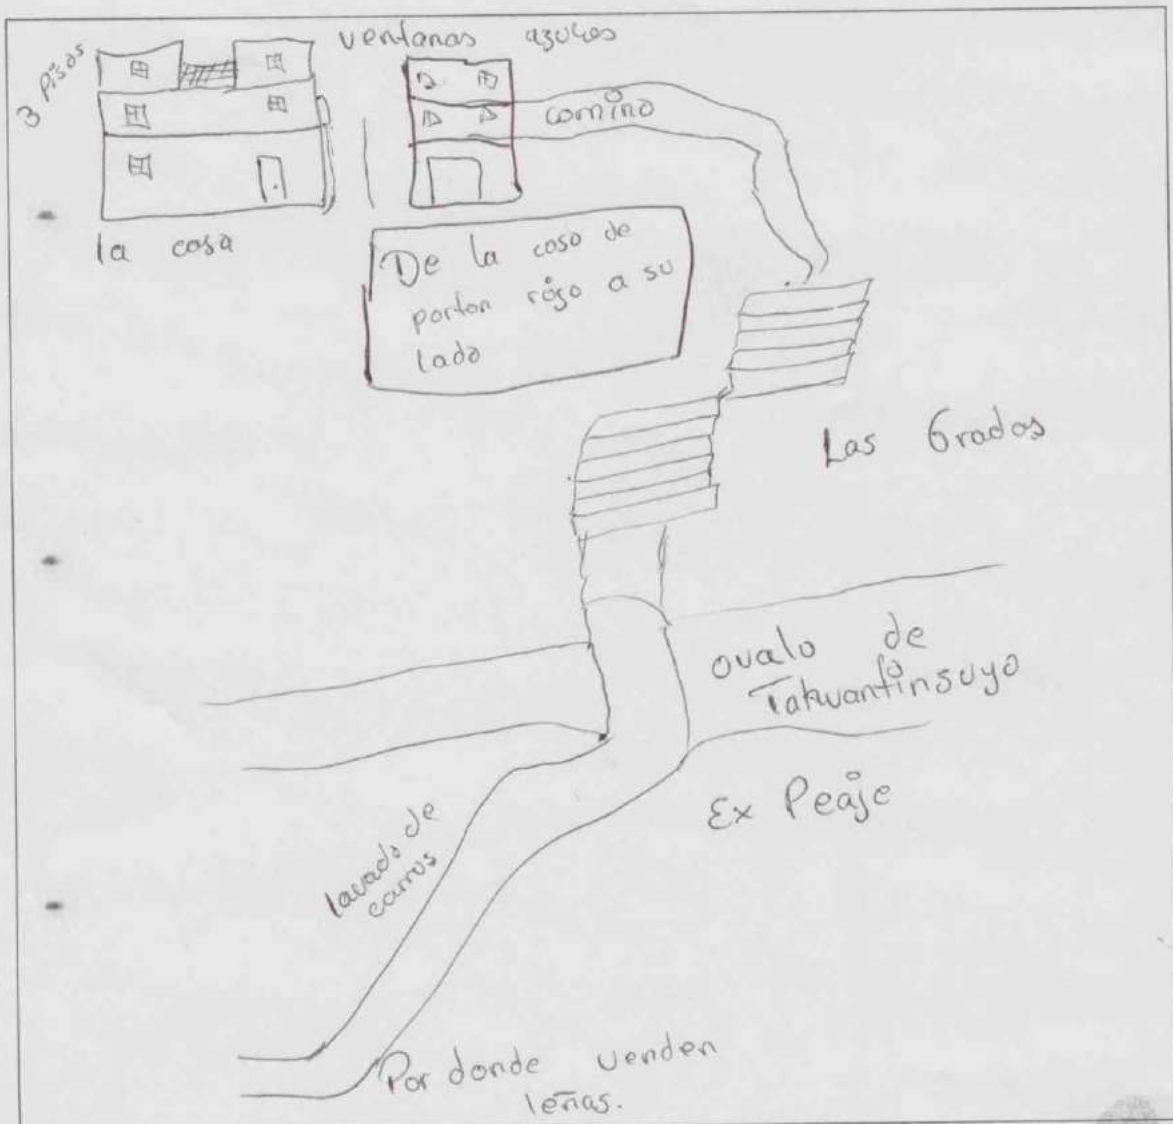 3 Pisos
ventanas azules
camino
la casa
De la casa de
porton rojo a su
lado
Las Gradas
ovalo de
Tahuantinsuyo
Ex Peaje
lavado de
carros
Por donde venden
leñas.